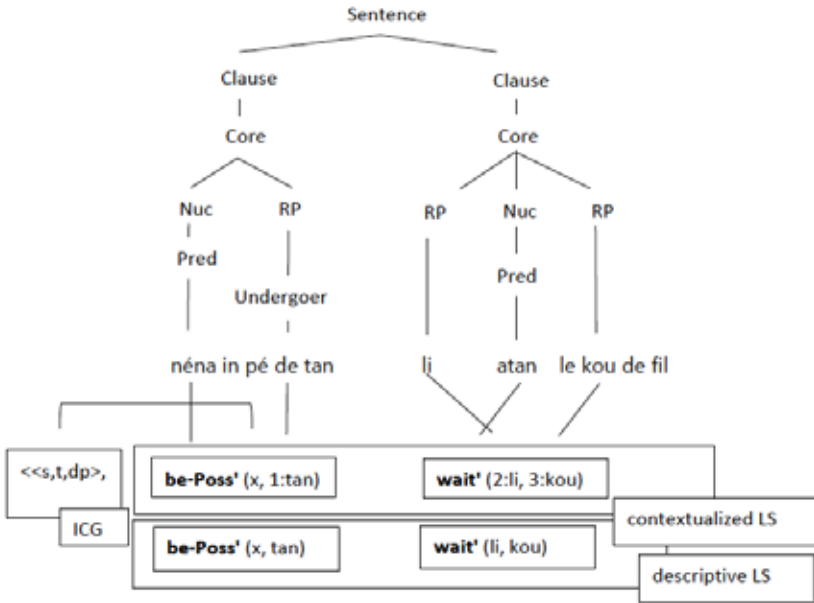 Sentence
Clause Clause
Core Core
Nuc RP RP Nuc RP
Pred Pred
Undergoer
néna in pé de tan li atan le kou de fil
<<s,t,dp>, be-Poss' (x, 1:tan) wait' (2:li, 3:kou)
contextualized LS
ICG
be-Poss' (x, tan) wait' (li, kou)
descriptive LS